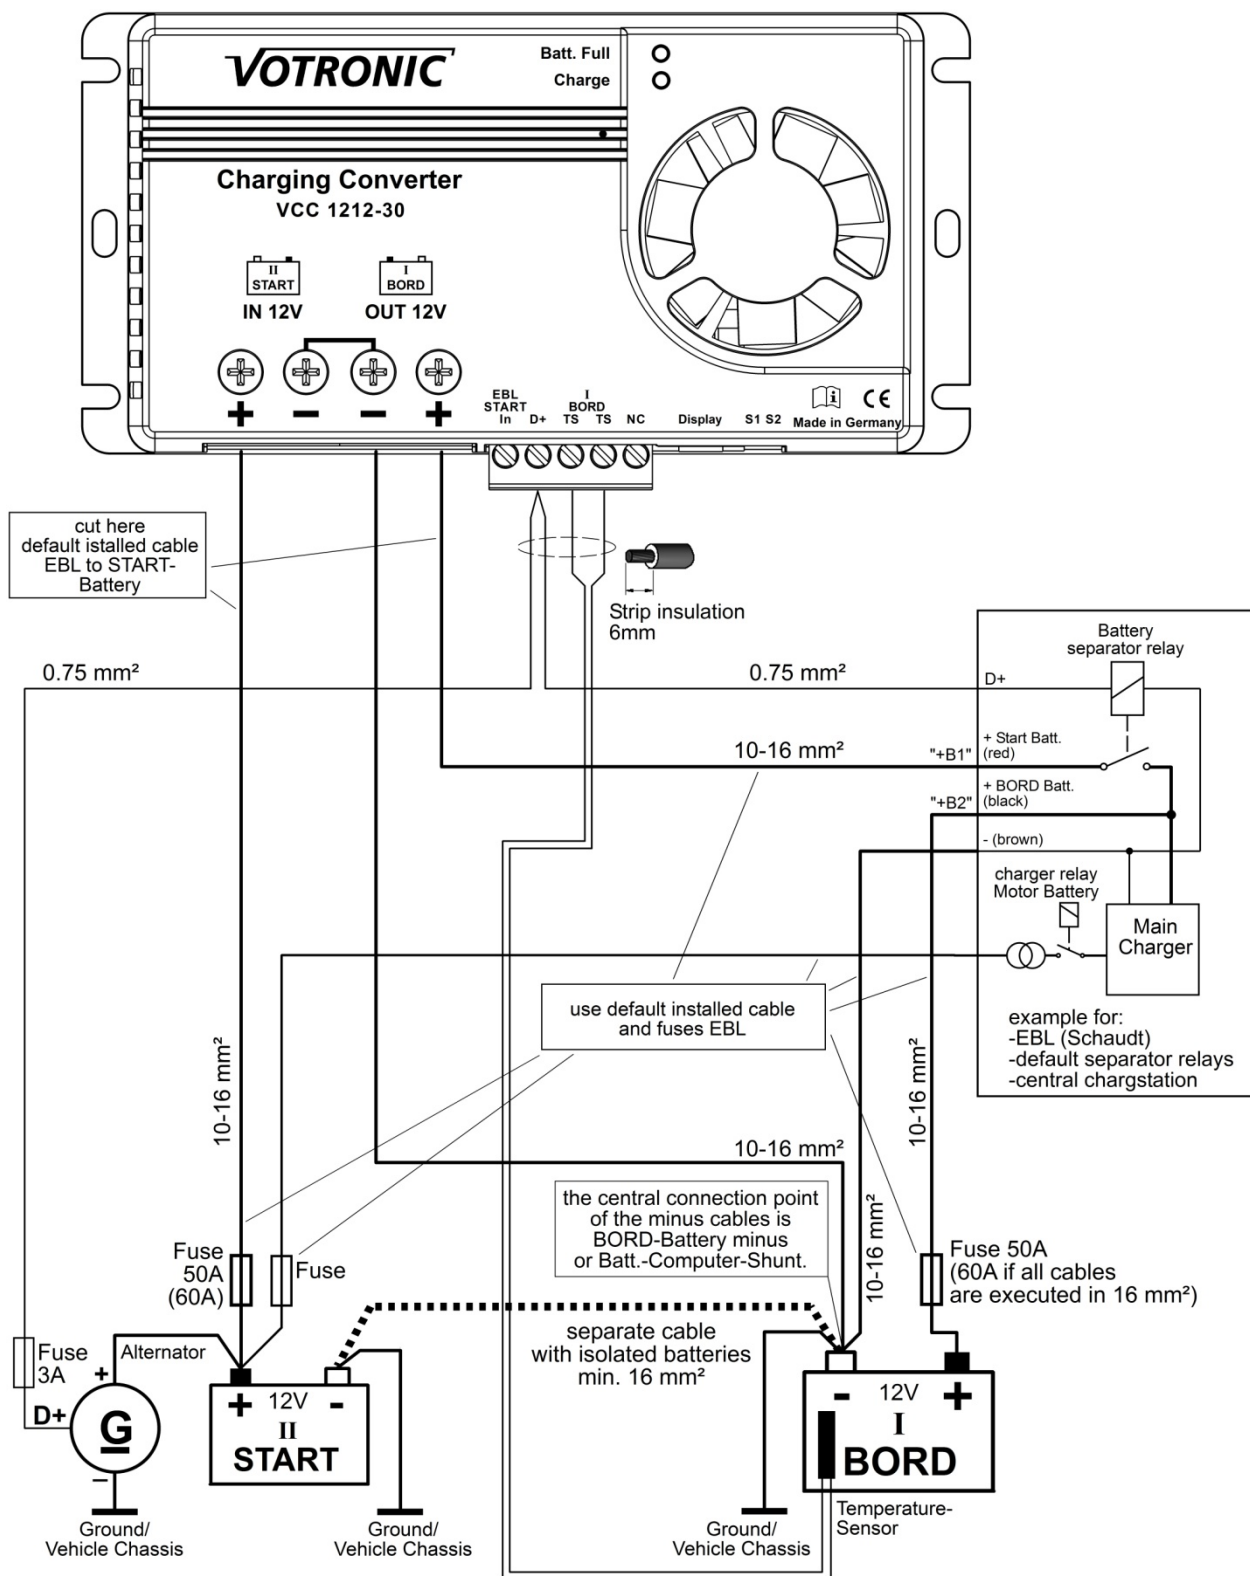 VOTRONIC
Batt. Full
Charge
Charging Converter
VCC 1212-30
II
START
I
BORD
IN 12V
OUT 12V
+ − − +
EBL
START
In
D+
I
BORD
TS TS
NC
Display
S1 S2
i CE
Made in Germany
cut here
default istalled cable
EBL to START-
Battery
Strip insulation
6mm
Battery
separator relay
0.75 mm²
0.75 mm²
D+
10-16 mm²
"+B1"
+ Start Batt.
(red)
"+B2"
+ BORD Batt.
(black)
- (brown)
charger relay
Motor Battery
Main
Charger
use default installed cable
and fuses EBL
example for:
-EBL (Schaudt)
-default separator relays
-central chargstation
10-16 mm²
10-16 mm²
10-16 mm²
10-16 mm²
the central connection point
of the minus cables is
BORD-Battery minus
or Batt.-Computer-Shunt.
Fuse
50A
(60A)
Fuse
Fuse 50A
(60A if all cables
are executed in 16 mm²)
separate cable
with isolated batteries
min. 16 mm²
Fuse
3A
Alternator
+
D+
G
−
+ 12V -
II
START
- 12V +
I
BORD
Temperature-
Sensor
Ground/
Vehicle Chassis
Ground/
Vehicle Chassis
Ground/
Vehicle Chassis